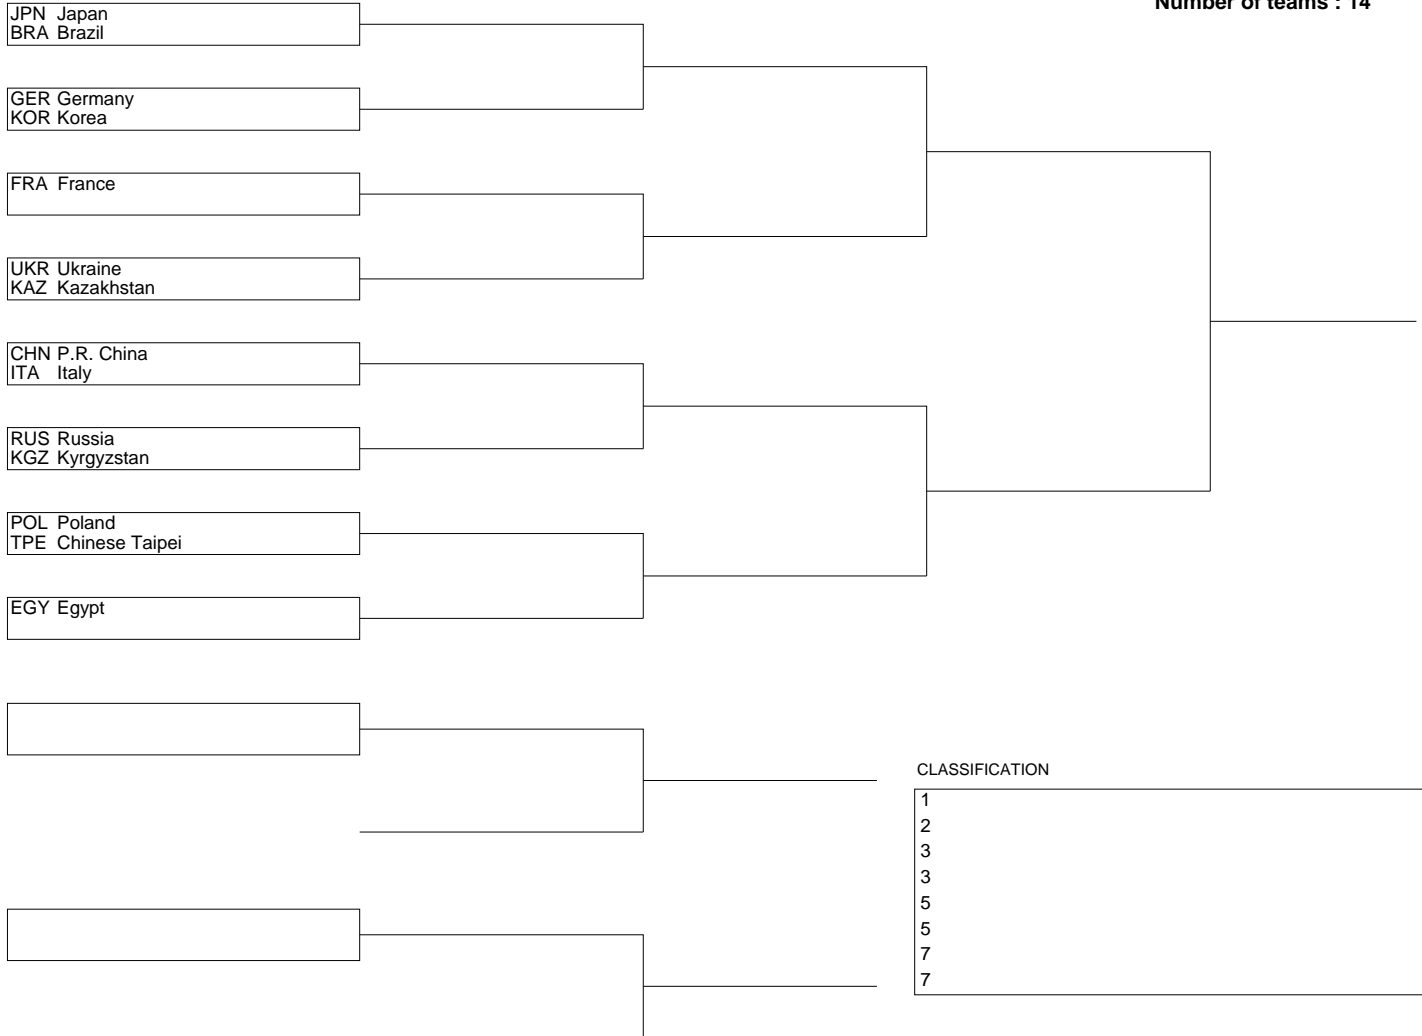 Number of teams : 14
JPN Japan
BRA Brazil
GER Germany
KOR Korea
FRA France
UKR Ukraine
KAZ Kazakhstan
CHN P.R. China
ITA Italy
RUS Russia
KGZ Kyrgyzstan
POL Poland
TPE Chinese Taipei
EGY Egypt
CLASSIFICATION
1
2
3
3
5
5
7
7